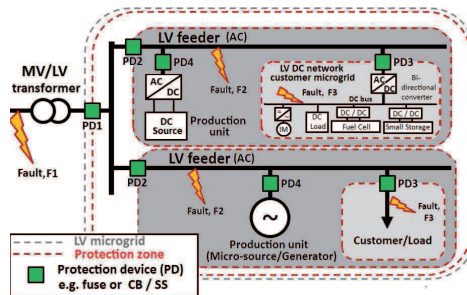 LV feeder (AC)
PD2
PD4
Fault, F2
LV DC network
customer microgrid
PD3
MV/LV
transformer
AC
DC
AC
DC
Bi-
directional
converter
Fault, F3
DC bus
PD1
DC
Source
Production
unit
IM
DC
Load
DC / DC
Fuel Cell
DC / DC
Small Storage
LV feeder (AC)
Fault,F1
PD2
Fault, F2
PD4
PD3
Fault,
F3
~
Production unit
(Micro-source/Generator)
Customer/Load
LV microgrid
Protection zone
Protection device (PD)
e.g. fuse or CB / SS